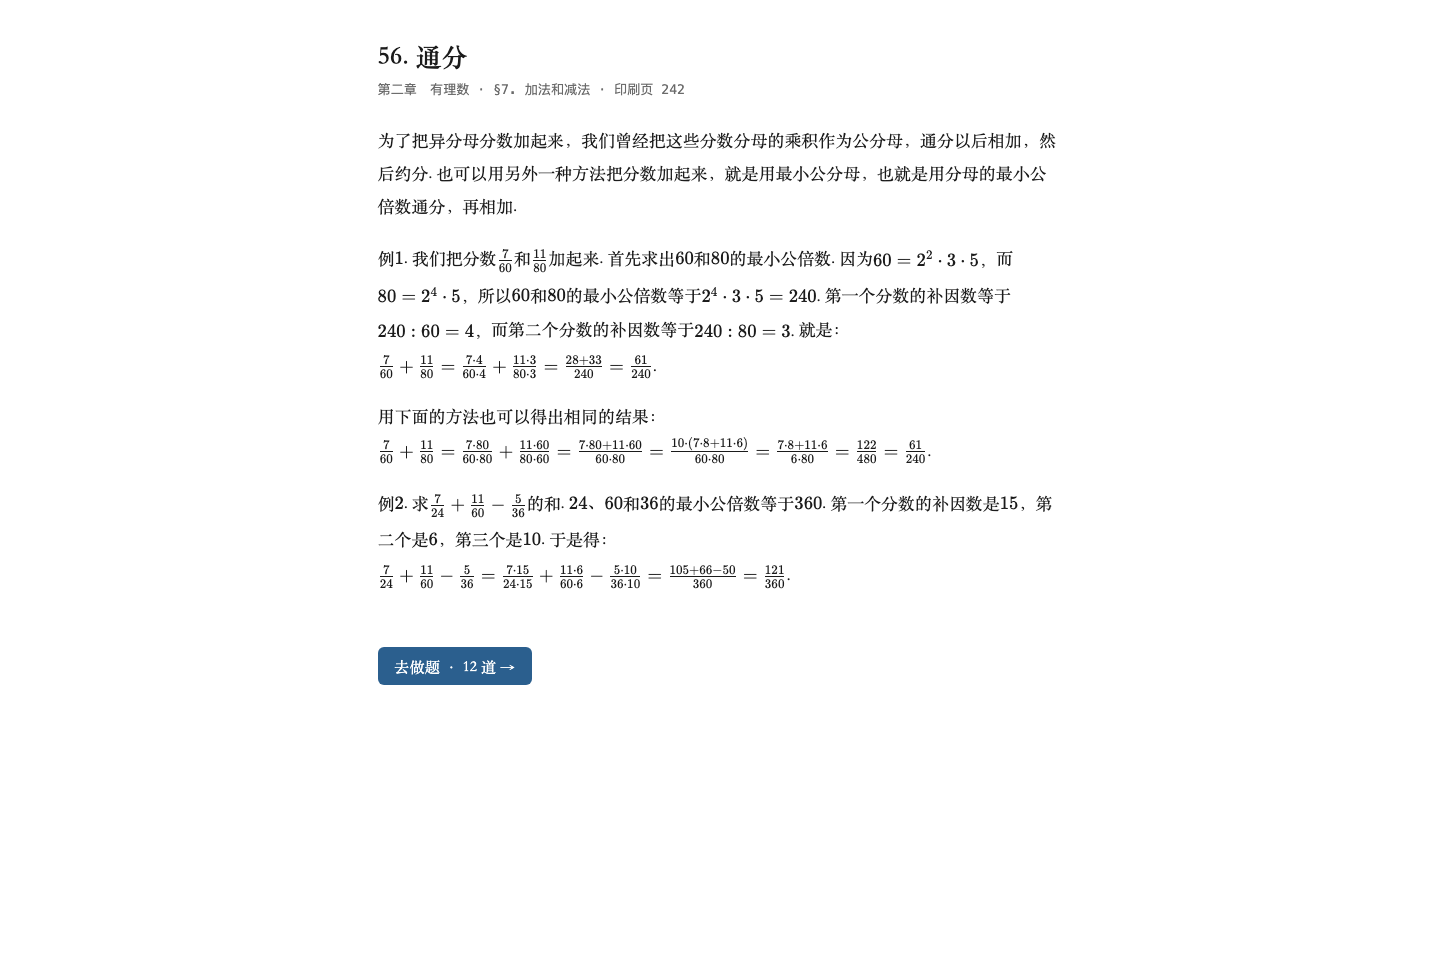 56. 通分
第二章　有理数 · §7. 加法和减法 · 印刷页 242
为了把异分母分数加起来，我们曾经把这些分数分母的乘积作为公分母，通分以后相加，然
后约分. 也可以用另外一种方法把分数加起来，就是用最小公分母，也就是用分母的最小公
倍数通分，再相加.
例1. 我们把分数7/60和11/80加起来. 首先求出60和80的最小公倍数. 因为60 = 2² · 3 · 5，而
80 = 2⁴ · 5，所以60和80的最小公倍数等于2⁴ · 3 · 5 = 240. 第一个分数的补因数等于
240 : 60 = 4，而第二个分数的补因数等于240 : 80 = 3. 就是：
7/60 + 11/80 = 7·4/60·4 + 11·3/80·3 = 28+33/240 = 61/240.
用下面的方法也可以得出相同的结果：
7/60 + 11/80 = 7·80/60·80 + 11·60/80·60 = 7·80+11·60/60·80 = 10·(7·8+11·6)/60·80 = 7·8+11·6/6·80 = 122/480 = 61/240.
例2. 求7/24 + 11/60 − 5/36的和. 24、60和36的最小公倍数等于360. 第一个分数的补因数是15，第
二个是6，第三个是10. 于是得：
7/24 + 11/60 − 5/36 = 7·15/24·15 + 11·6/60·6 − 5·10/36·10 = 105+66−50/360 = 121/360.
去做题 · 12 道 →